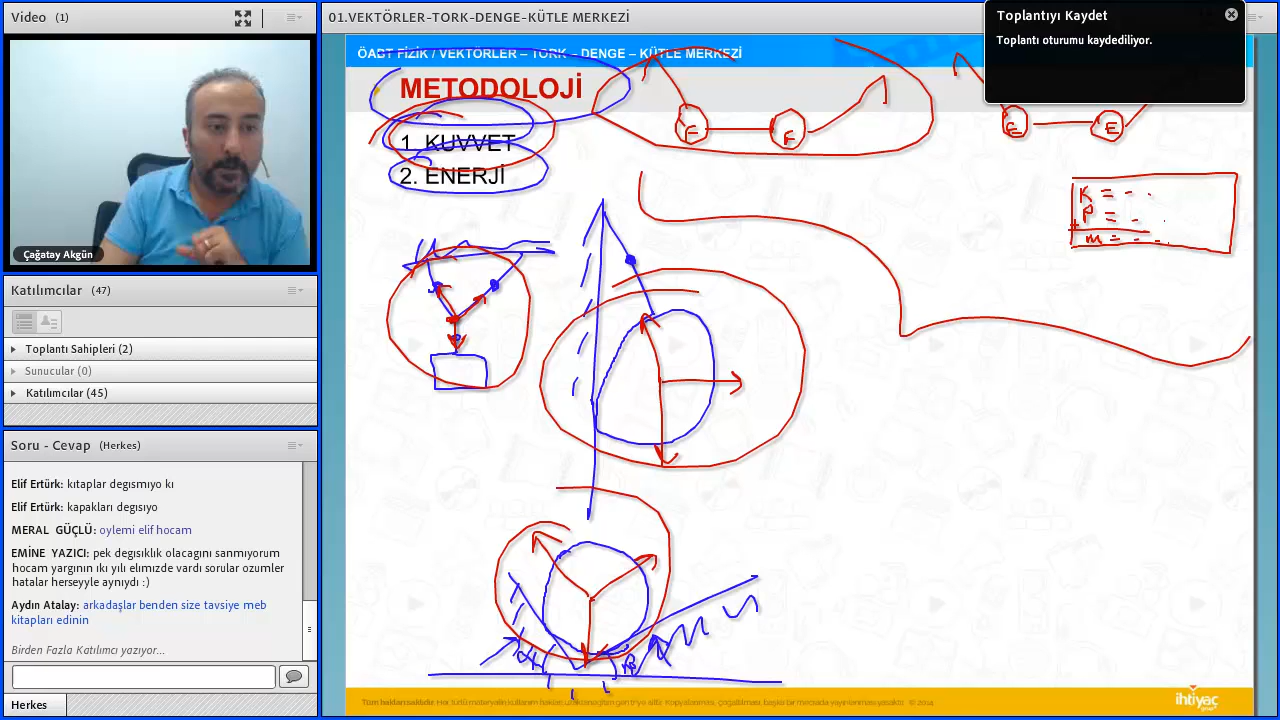 Video (1)
Çağatay Akgün
Katılımcılar (47)
Toplantı Sahipleri (2)
Sunucular (0)
Katılımcılar (45)
Soru - Cevap (Herkes)
Elif Ertürk: kıtaplar degısmıyo kı
Elif Ertürk: kapakları degısıyo
MERAL GÜÇLÜ: oylemi elif hocam
EMİNE YAZICI: pek degısıklık olacagını sanmıyorum
hocam yargının ıkı yılı elımızde vardı sorular ozumler
hatalar herseyyle aynıydı :)
Aydın Atalay: arkadaşlar benden size tavsiye meb
kitapları edinin
Birden Fazla Katılımcı yazıyor...
Herkes
01.VEKTÖRLER-TORK-DENGE-KÜTLE MERKEZİ
Toplantıyı Kaydet
Toplantı oturumu kaydediliyor.
ÖABT FİZİK / VEKTÖRLER – TORK – DENGE – KÜTLE MERKEZİ
METODOLOJİ
1. KUVVET
2. ENERJİ
F F
E E
K = - -
P = -
m = - -
ihtiyaç